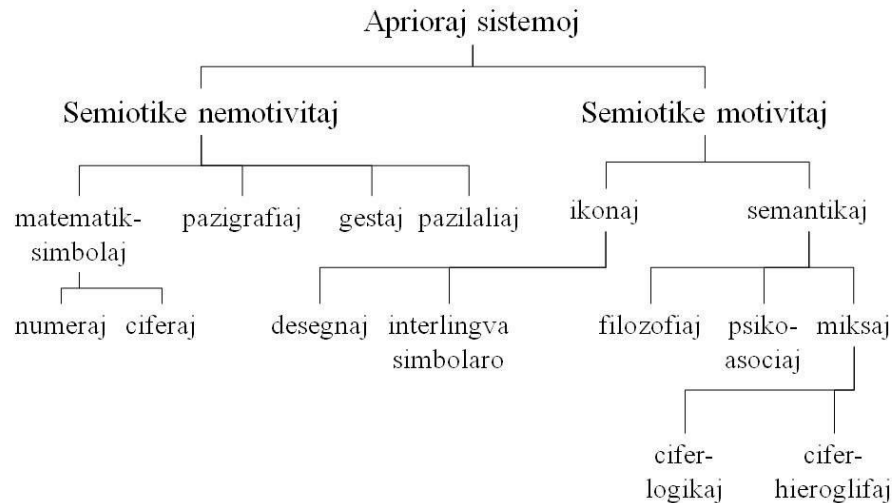 Aprioraj sistemoj
Semiotike nemotivitaj Semiotike motivitaj
matematik- pazigrafiaj gestaj pazilaliaj ikonaj semantikaj
simbolaj
numeraj ciferaj desegnaj interlingva filozofiaj psiko- miksaj
simbolaro asociaj
cifer- cifer-
logikaj hieroglifaj